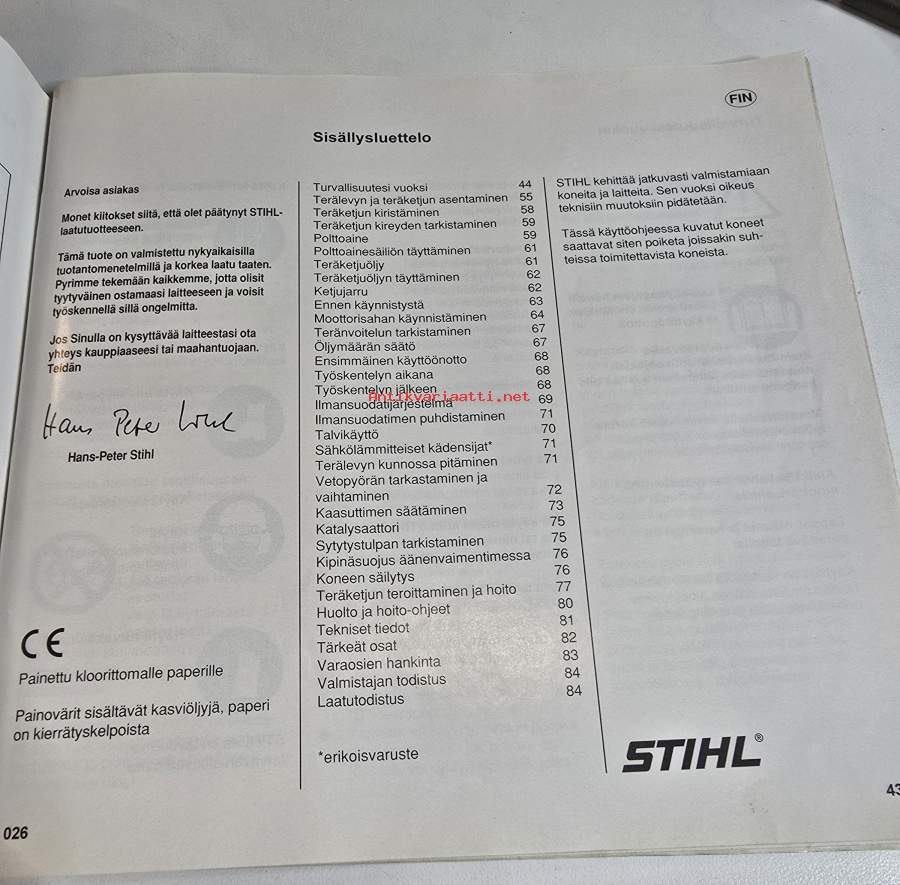 FIN
Sisällysluettelo
Arvoisa asiakas
Monet kiitokset siitä, että olet päätynyt STIHL-
laatutuotteeseen.
Tämä tuote on valmistettu nykyaikaisilla
tuotantomenetelmillä ja korkea laatu taaten.
Pyrimme tekemään kaikkemme, jotta olisit
tyytyväinen ostamaasi laitteeseen ja voisit
työskennellä sillä ongelmitta.
Jos Sinulla on kysyttävää laitteestasi ota
yhteys kauppiaaseesi tai maahantuojaan.
Teidän
Hans Peter Stihl
Hans-Peter Stihl
CE
Painettu kloorittomalle paperille
Painovärit sisältävät kasviöljyjä, paperi
on kierrätyskelpoista
026
Turvallisuutesi vuoksi 44
Terälevyn ja teräketjun asentaminen 55
Teräketjun kiristäminen 58
Teräketjun kireyden tarkistaminen 59
Polttoaine 59
Polttoainesäiliön täyttäminen 61
Teräketjuöljy 61
Teräketjuöljyn täyttäminen 62
Ketjujarru 62
Ennen käynnistystä 63
Moottorisahan käynnistäminen 64
Teränvoitelun tarkistaminen 67
Öljymäärän säätö 67
Ensimmäinen käyttöönotto 68
Työskentelyn aikana 68
Työskentelyn jälkeen 68
Antikvariaatti.net
Ilmansuodatijärjestelmä 69
Ilmansuodatimen puhdistaminen 71
Talvikäyttö 70
Sähkölämmitteiset kädensijat* 71
Terälevyn kunnossa pitäminen 71
Vetopyörän tarkastaminen ja
vaihtaminen 72
Kaasuttimen säätäminen 73
Katalysaattori 75
Sytytystulpan tarkistaminen 75
Kipinäsuojus äänenvaimentimessa 76
Koneen säilytys 76
Teräketjun teroittaminen ja hoito 77
Huolto ja hoito-ohjeet 80
Tekniset tiedot 81
Tärkeät osat 82
Varaosien hankinta 83
Valmistajan todistus 84
Laatutodistus 84
*erikoisvaruste
STIHL kehittää jatkuvasti valmistamiaan
koneita ja laitteita. Sen vuoksi oikeus
teknisiin muutoksiin pidätetään.
Tässä käyttöohjeessa kuvatut koneet
saattavat siten poiketa joissakin suh-
teissa toimitettavista koneista.
STIHL®
43